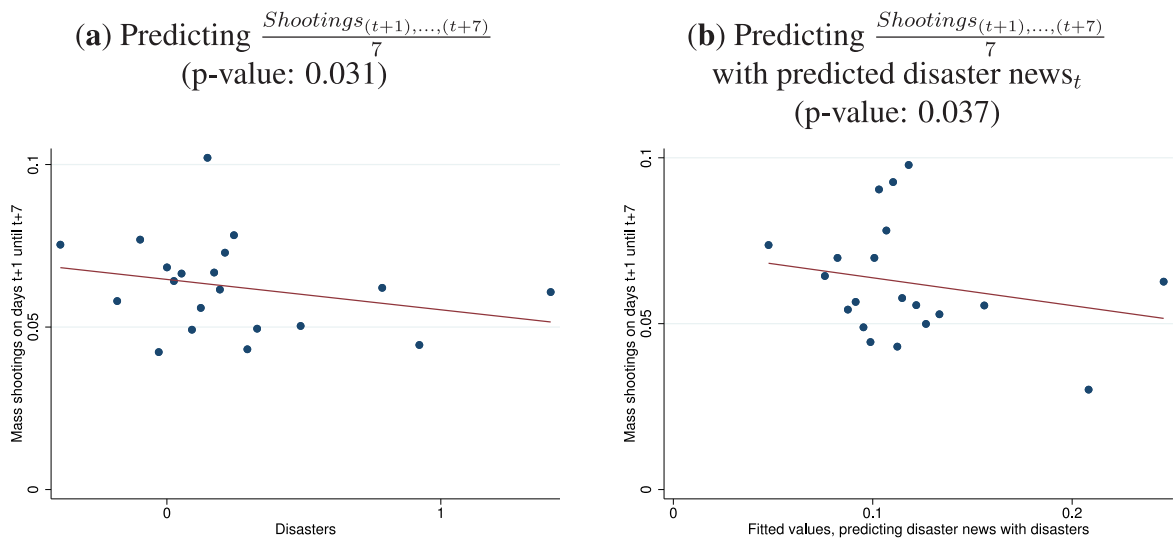 (a) Predicting Shootings(t+1),...,(t+7)
7
(p-value: 0.031)
0.1
0.05
0
Mass shootings on days t+1 until t+7
0
1
Disasters
(b) Predicting Shootings(t+1),...,(t+7)
7
with predicted disaster newst
(p-value: 0.037)
0.1
0.05
0
Mass shootings on days t+1 until t+7
0
0.1
0.2
Fitted values, predicting disaster news with disasters